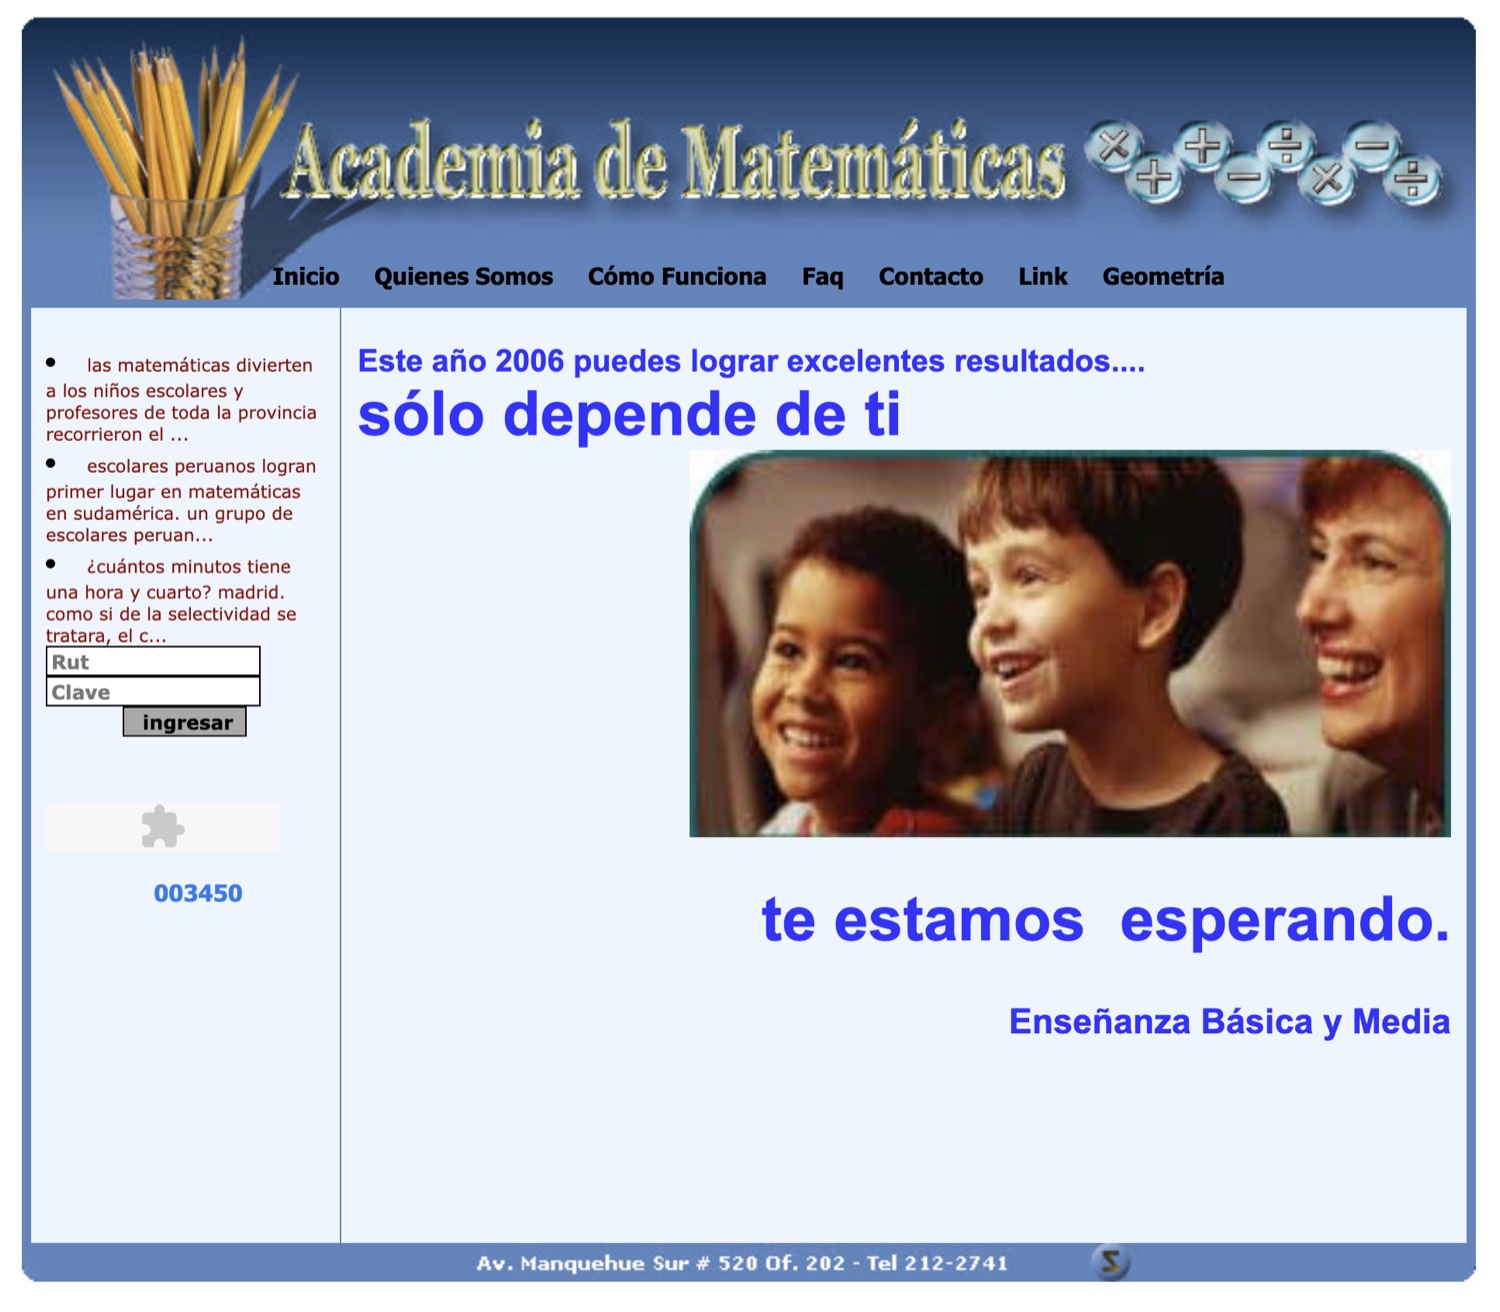 Academia de Matemáticas
Inicio Quienes Somos Cómo Funciona Faq Contacto Link Geometría
las matemáticas divierten
a los niños escolares y
profesores de toda la provincia
recorrieron el ...
escolares peruanos logran
primer lugar en matemáticas
en sudamérica. un grupo de
escolares peruan...
¿cuántos minutos tiene
una hora y cuarto? madrid.
como si de la selectividad se
tratara, el c...
Rut
Clave
ingresar
003450
Este año 2006 puedes lograr excelentes resultados....
sólo depende de ti
te estamos esperando.
Enseñanza Básica y Media
Av. Manquehue Sur # 520 Of. 202 - Tel 212-2741